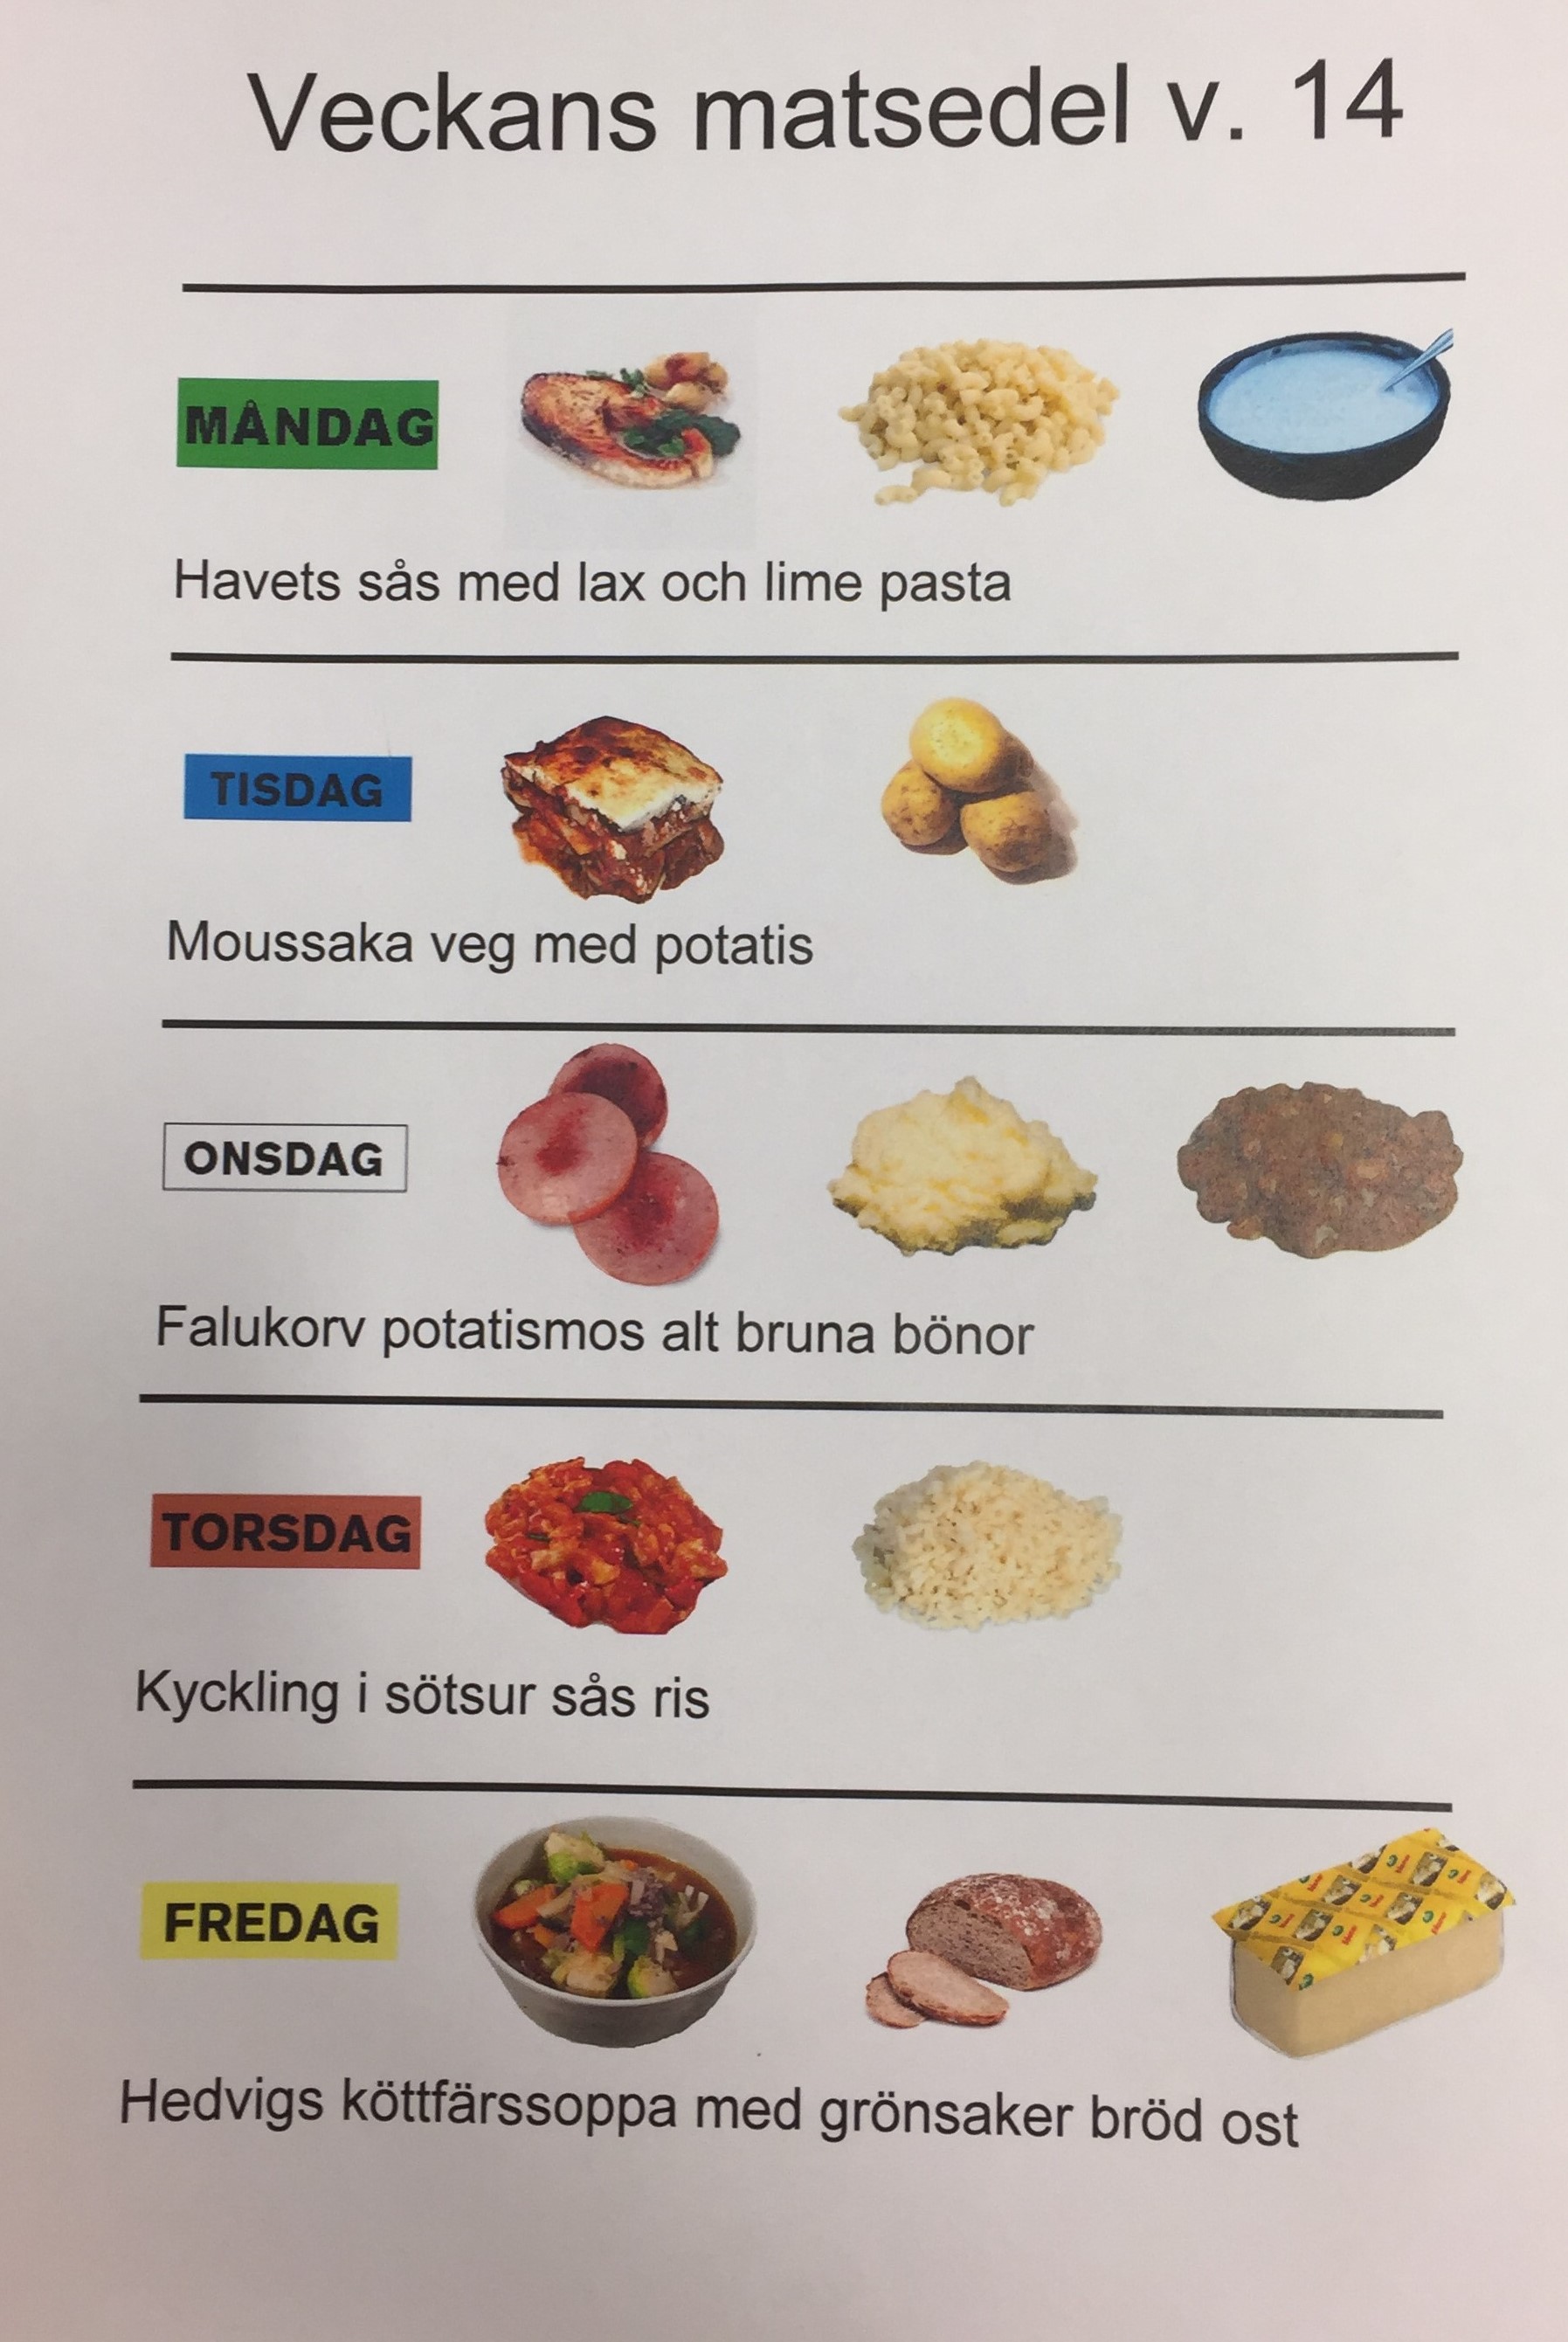 Veckans matsedel v. 14
MÅNDAG
Havets sås med lax och lime pasta
TISDAG
Moussaka veg med potatis
ONSDAG
Falukorv potatismos alt bruna bönor
TORSDAG
Kyckling i sötsur sås ris
FREDAG
Hedvigs köttfärssoppa med grönsaker bröd ost